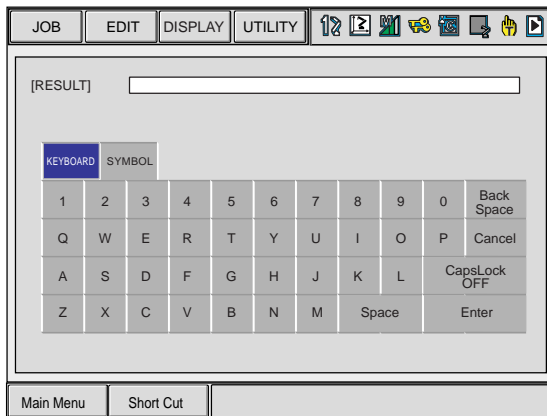 JOB EDIT DISPLAY UTILITY
[RESULT]
KEYBOARD SYMBOL
1 2 3 4 5 6 7 8 9 0 Back Space
Q W E R T Y U I O P Cancel
A S D F G H J K L CapsLock OFF
Z X C V B N M Space Enter
Main Menu Short Cut